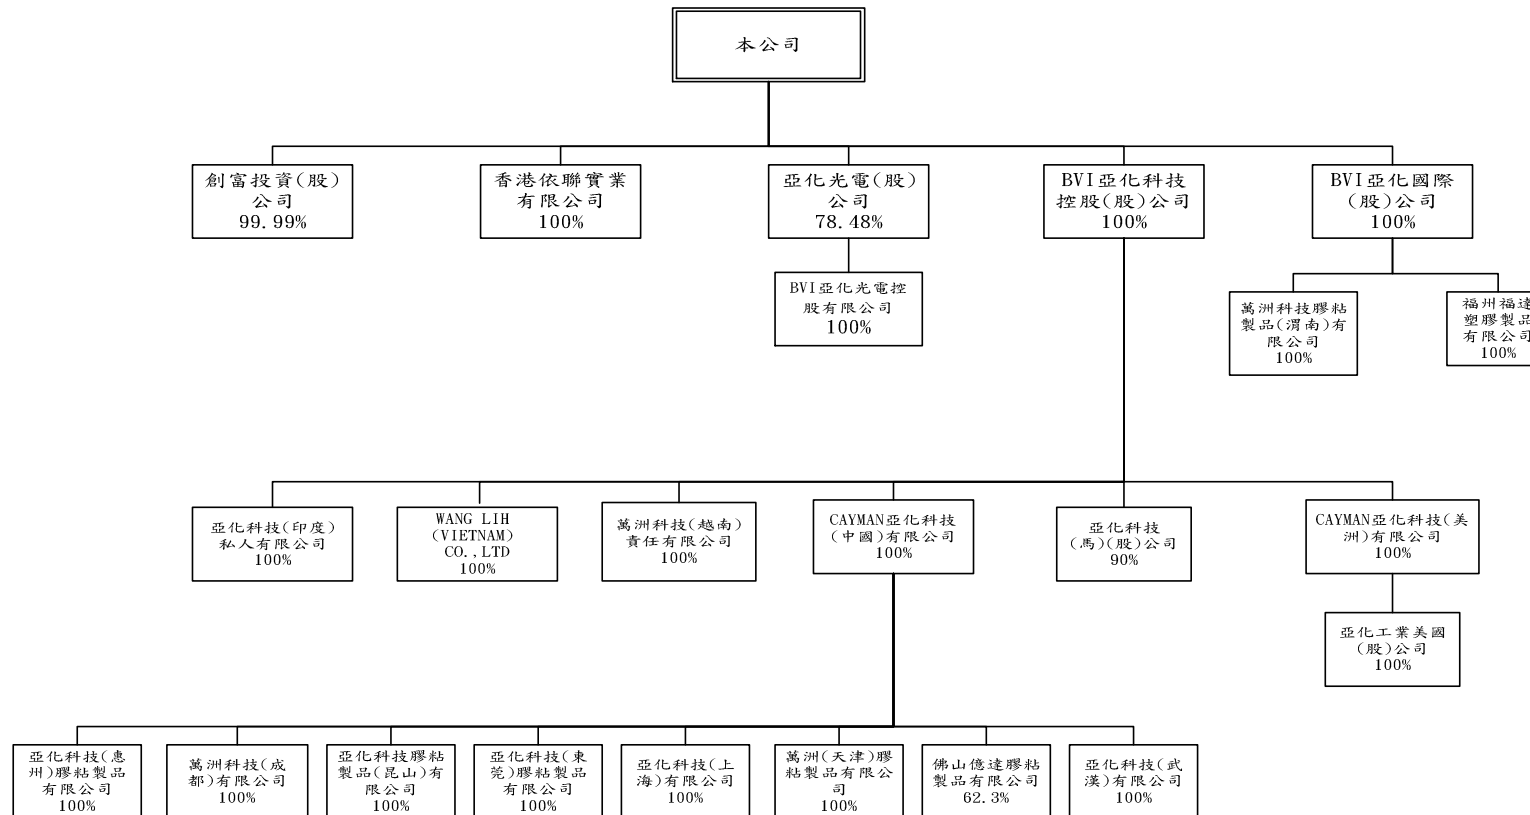 本公司
創富投資(股)
公司
99.99%
香港依聯實業
有限公司
100%
亞化光電(股)
公司
78.48%
BVI亞化科技
控股(股)公司
100%
BVI亞化國際
(股)公司
100%
BVI亞化光電控
股有限公司
100%
萬洲科技膠粘
製品(渭南)有
限公司
100%
福州福達
塑膠製品
有限公司
100%
亞化科技(印度)
私人有限公司
100%
WANG LIH
(VIETNAM)
CO.,LTD
100%
萬洲科技(越南)
責任有限公司
100%
CAYMAN亞化科技
(中國)有限公司
100%
亞化科技
(馬)(股)公司
90%
CAYMAN亞化科技(美
洲)有限公司
100%
亞化工業美國
(股)公司
100%
亞化科技(惠
州)膠粘製品
有限公司
100%
萬洲科技(成
都)有限公司
100%
亞化科技膠粘
製品(昆山)有
限公司
100%
亞化科技(東
莞)膠粘製品
有限公司
100%
亞化科技(上
海)有限公司
100%
萬洲(天津)膠
粘製品有限公
司
100%
佛山億達膠粘
製品有限公司
62.3%
亞化科技(武
漢)有限公司
100%